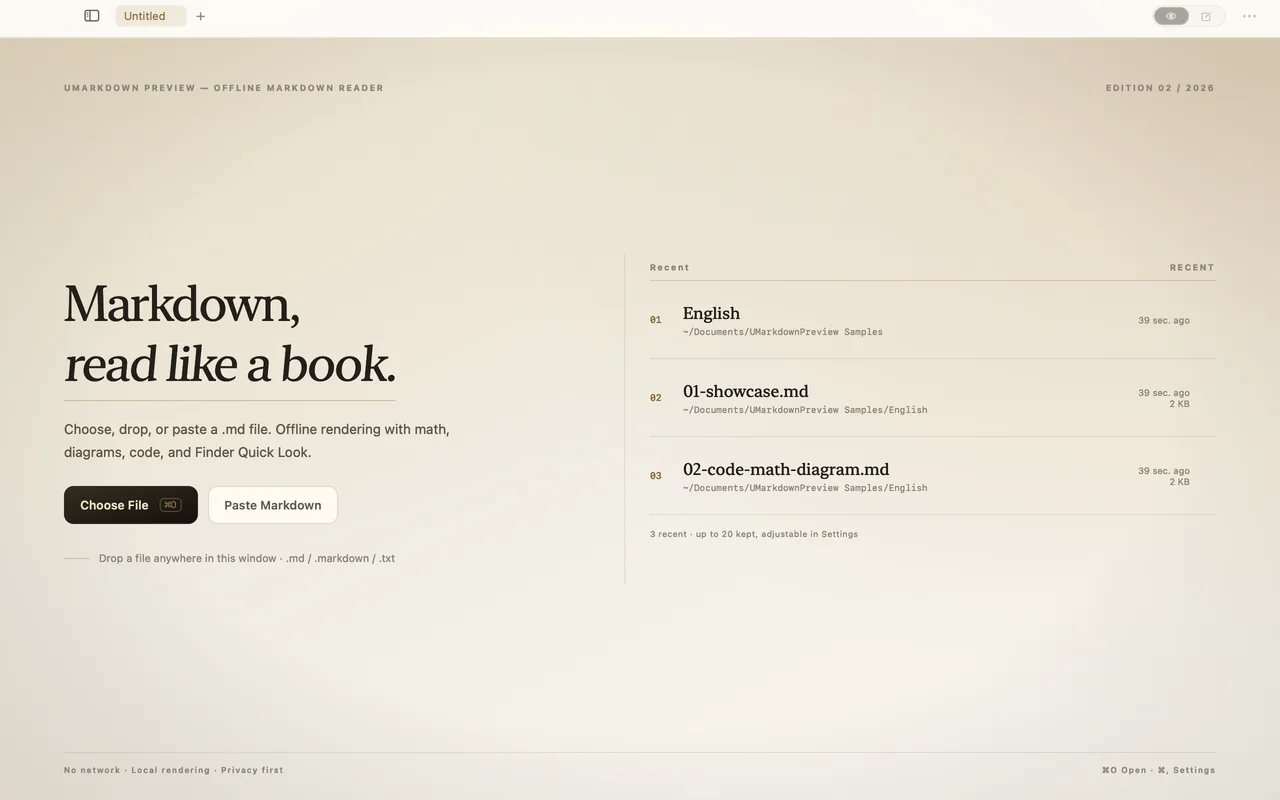 Untitled
UMARKDOWN PREVIEW — OFFLINE MARKDOWN READER
EDITION 02 / 2026
Markdown,
read like a book.
Choose, drop, or paste a .md file. Offline rendering with math,
diagrams, code, and Finder Quick Look.
Choose File ⌘O
Paste Markdown
Drop a file anywhere in this window · .md / .markdown / .txt
Recent
RECENT
01
English
~/Documents/UMarkdownPreview Samples
39 sec. ago
02
01-showcase.md
~/Documents/UMarkdownPreview Samples/English
39 sec. ago
2 KB
03
02-code-math-diagram.md
~/Documents/UMarkdownPreview Samples/English
39 sec. ago
2 KB
3 recent · up to 20 kept, adjustable in Settings
No network · Local rendering · Privacy first
⌘O Open · ⌘, Settings